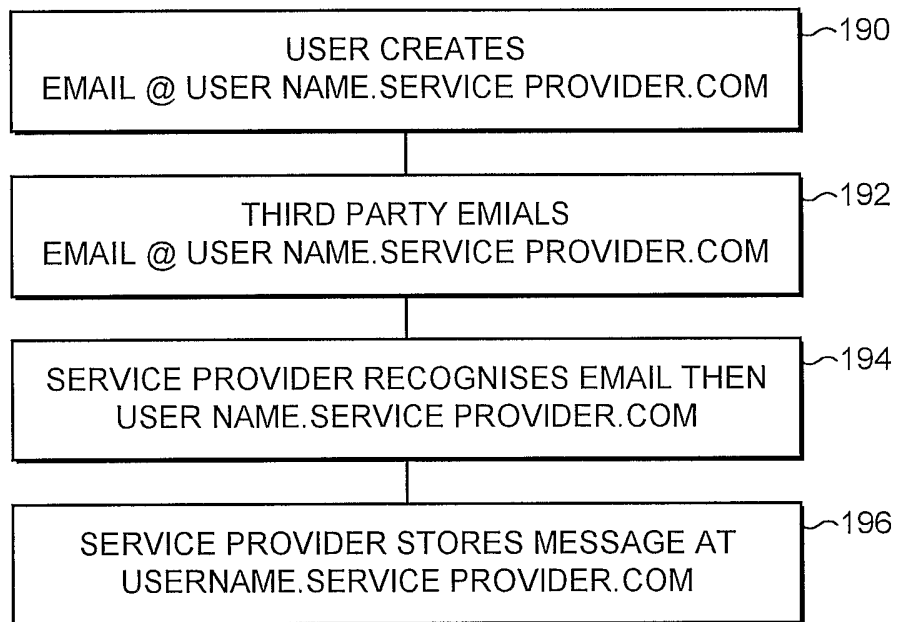 USER CREATES
EMAIL @ USER NAME.SERVICE PROVIDER.COM
190
THIRD PARTY EMIALS
EMAIL @ USER NAME.SERVICE PROVIDER.COM
192
SERVICE PROVIDER RECOGNISES EMAIL THEN
USER NAME.SERVICE PROVIDER.COM
194
SERVICE PROVIDER STORES MESSAGE AT
USERNAME.SERVICE PROVIDER.COM
196